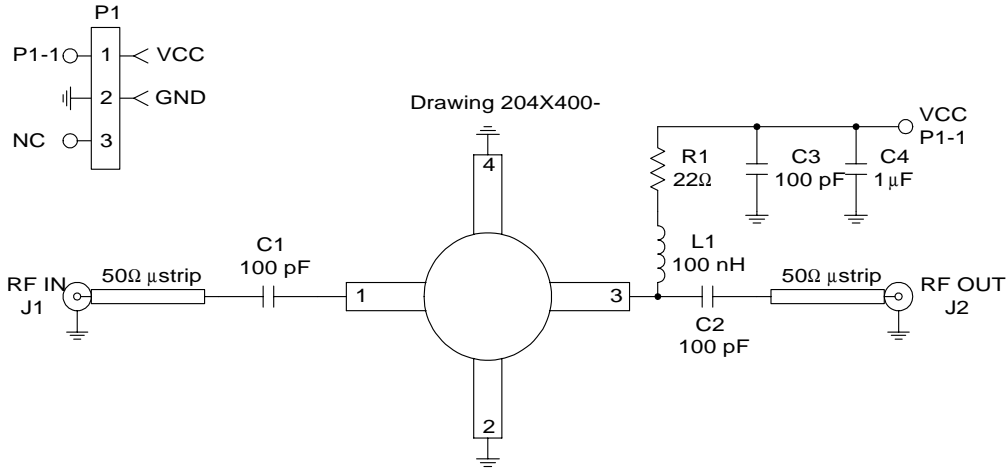 P1
P1-1 1 VCC
2 GND
NC 3
Drawing 204X400-
4
VCC
P1-1
R1
22Ω
C3
100 pF
C4
1 µF
C1
100 pF
L1
100 nH
RF IN
J1
50Ω µstrip
1
3
C2
100 pF
50Ω µstrip
RF OUT
J2
2